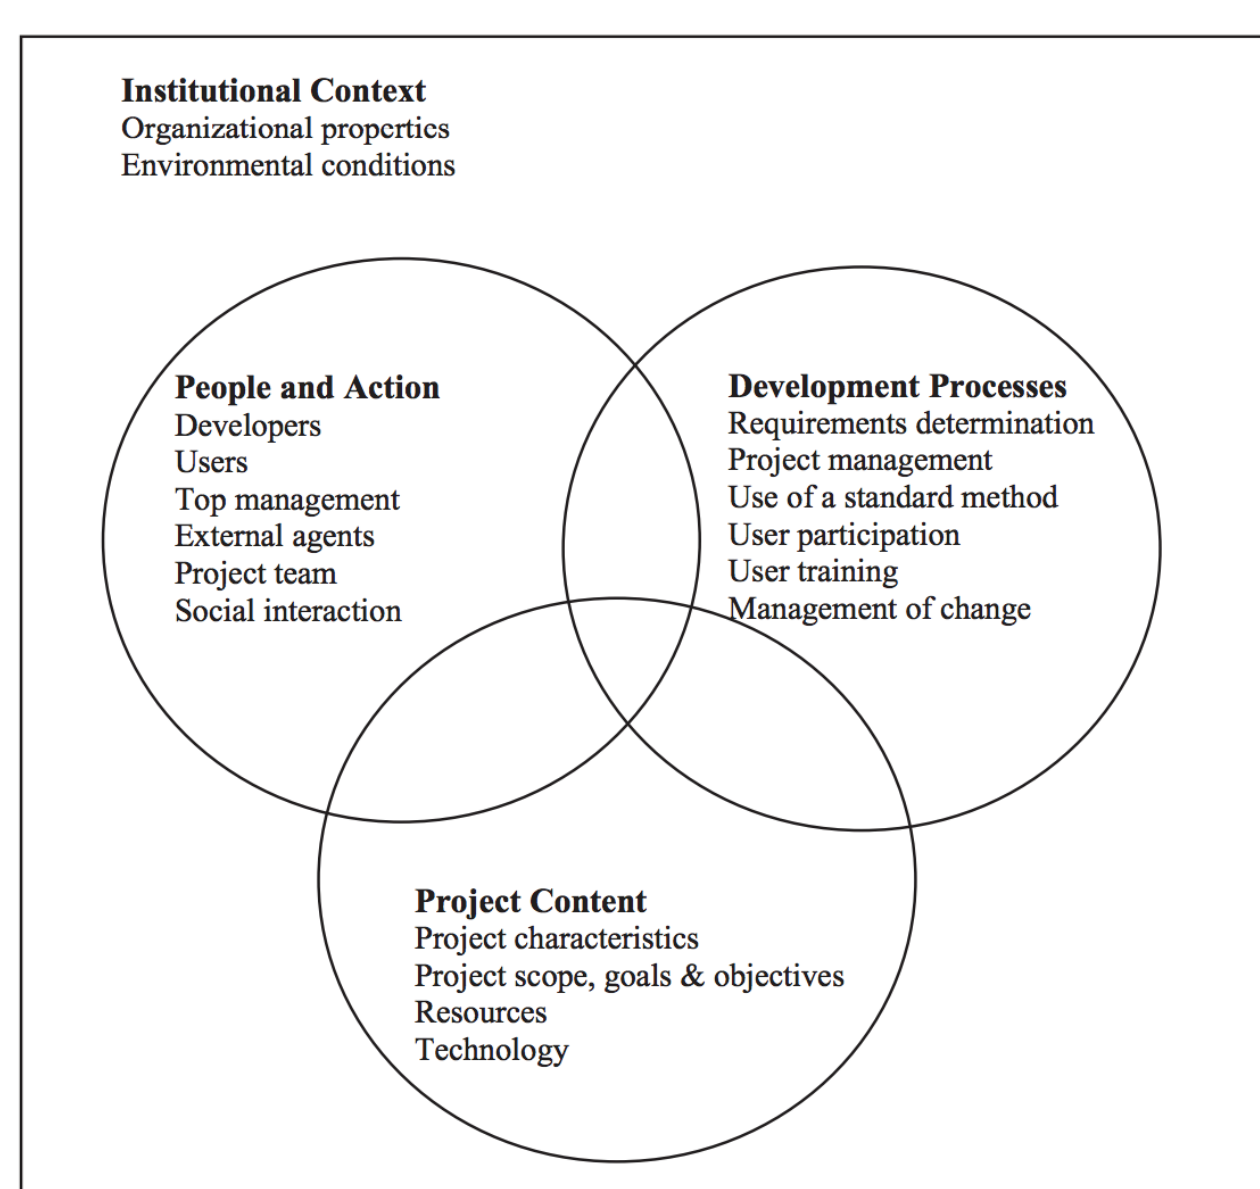 Institutional Context
Organizational properties
Environmental conditions
People and Action
Developers
Users
Top management
External agents
Project team
Social interaction
Development Processes
Requirements determination
Project management
Use of a standard method
User participation
User training
Management of change
Project Content
Project characteristics
Project scope, goals & objectives
Resources
Technology